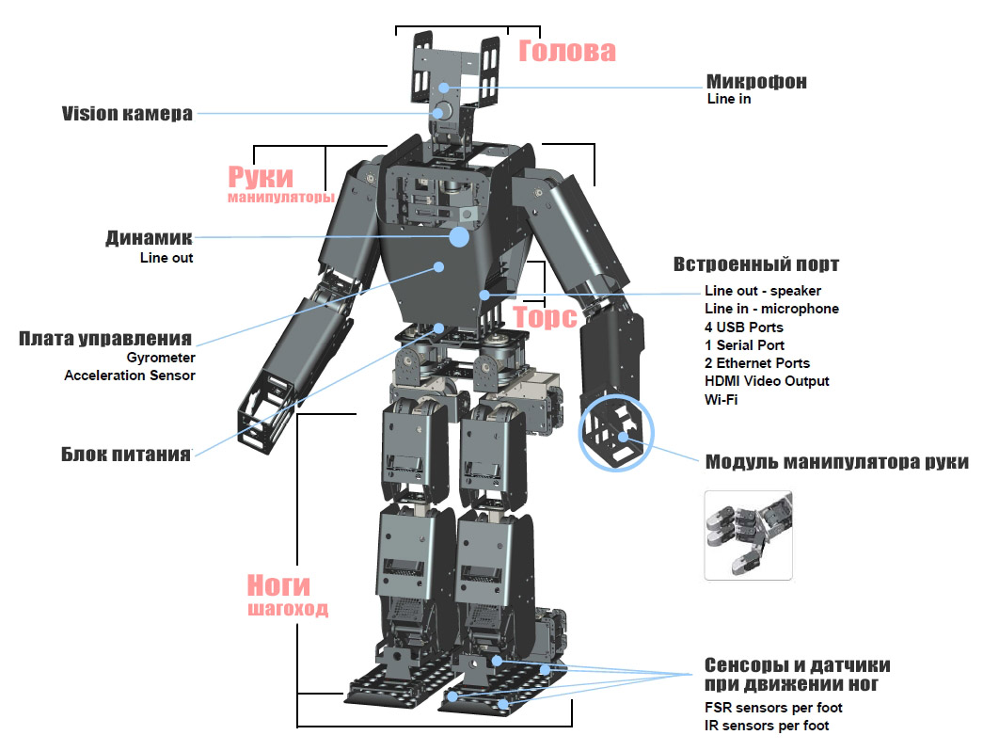 Голова
Микрофон
Line in
Vision камера
Руки
манипуляторы
Динамик
Line out
Встроенный порт
Line out - speaker
Line in - microphone
4 USB Ports
1 Serial Port
2 Ethernet Ports
HDMI Video Output
Wi-Fi
Торс
Плата управления
Gyrometer
Acceleration Sensor
Блок питания
Модуль манипулятора руки
Ноги
шагоход
Сенсоры и датчики
при движении ног
FSR sensors per foot
IR sensors per foot